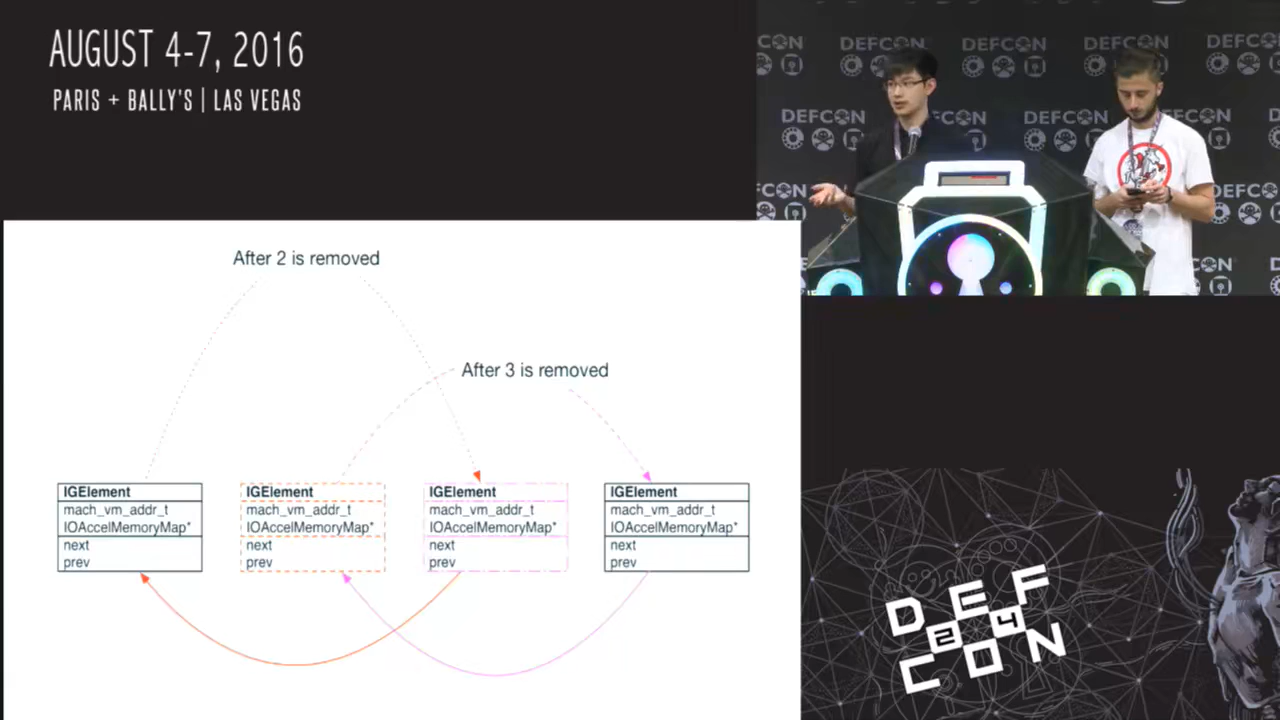 AUGUST 4-7, 2016
PARIS + BALLY'S | LAS VEGAS
DEFCON DEFCON DEFCON DEFCON
DEFCON DEFCON
DEFCON
After 2 is removed
After 3 is removed
IGElement
mach_vm_addr_t
IOAccelMemoryMap*
next
prev
IGElement
mach_vm_addr_t
IOAccelMemoryMap*
next
prev
IGElement
mach_vm_addr_t
IOAccelMemoryMap*
next
prev
IGElement
mach_vm_addr_t
IOAccelMemoryMap*
next
prev
DEF
24
CON